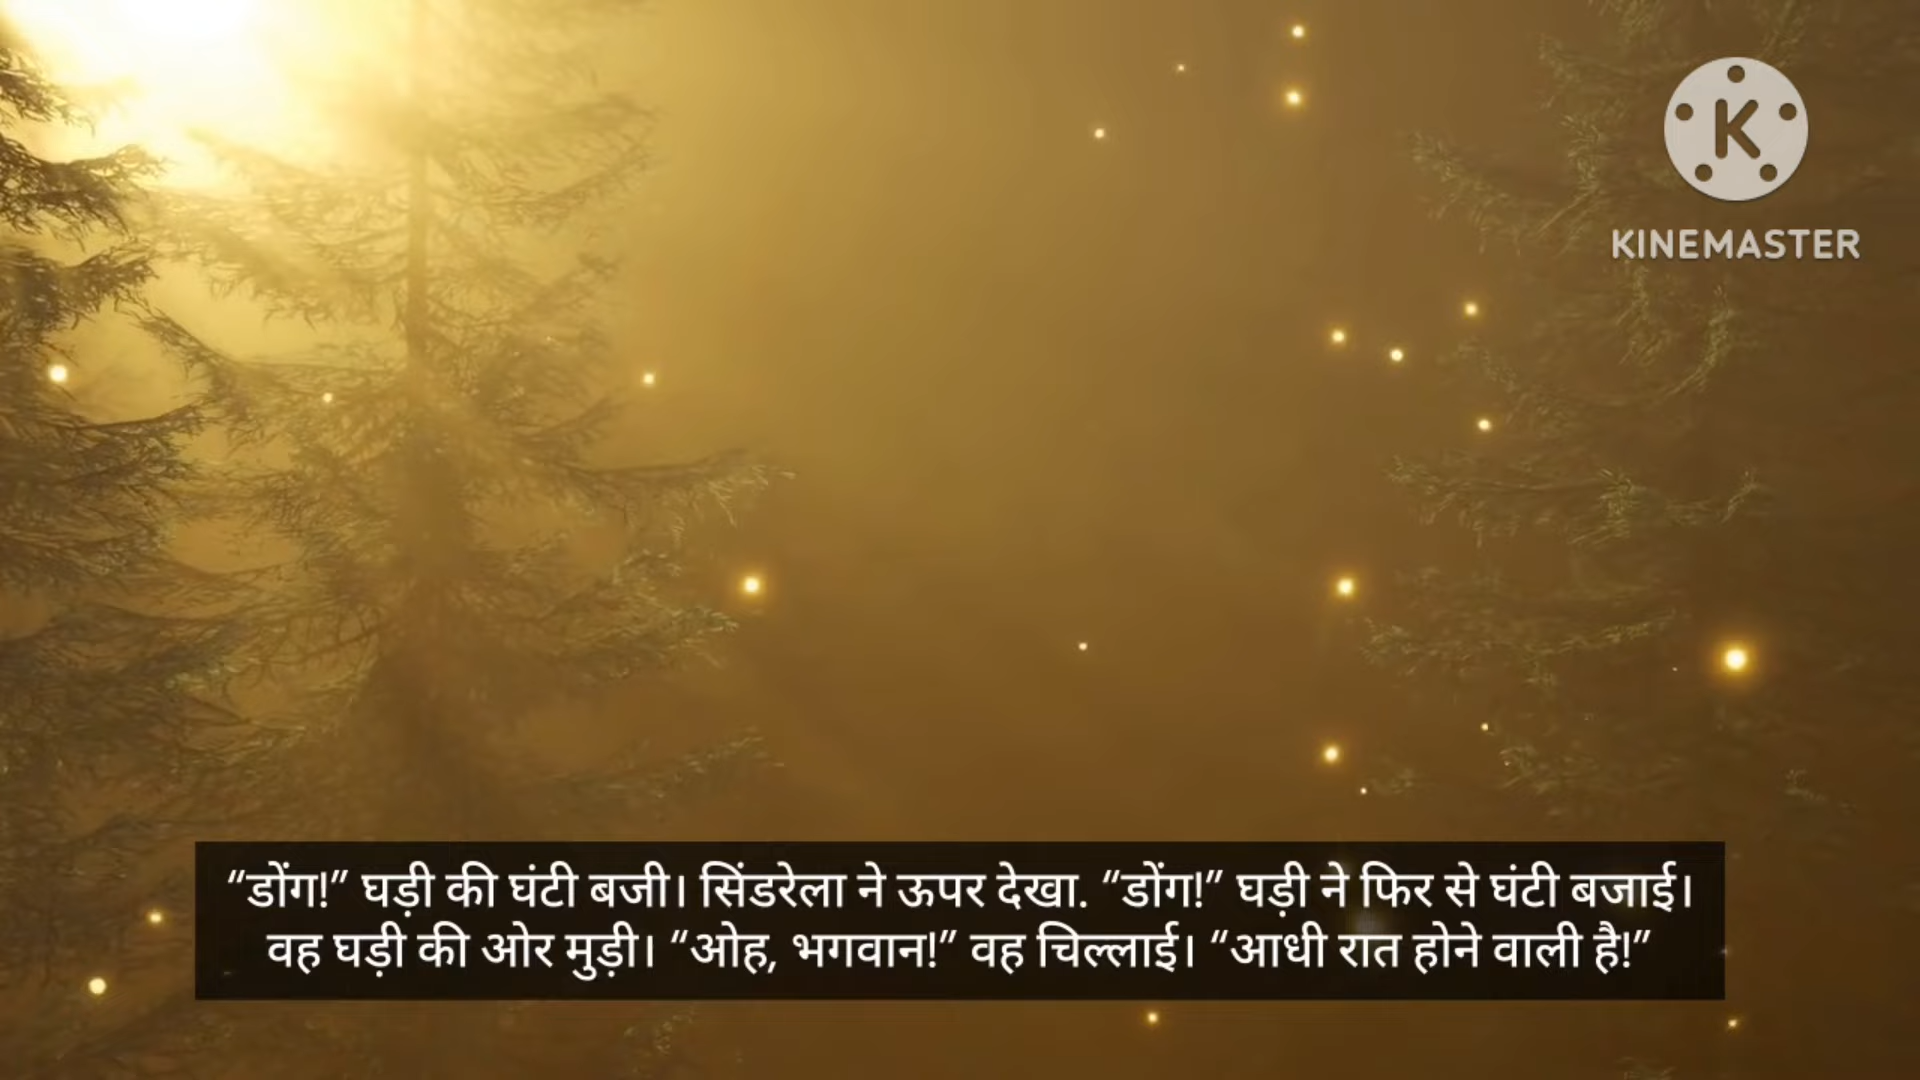 K
KINEMASTER
“डोंग!” घड़ी की घंटी बजी। सिंडरेला ने ऊपर देखा. “डोंग!” घड़ी ने फिर से घंटी बजाई।
वह घड़ी की ओर मुड़ी। “ओह, भगवान!” वह चिल्लाई। “आधी रात होने वाली है!”